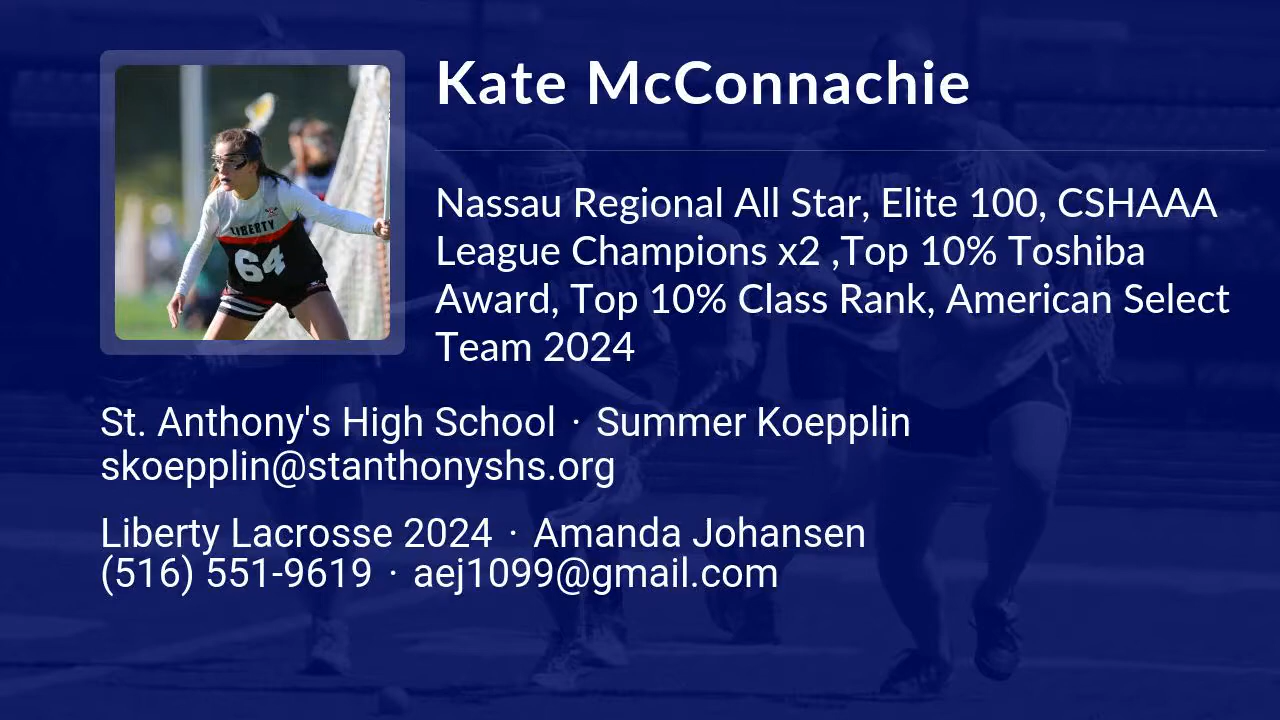 Kate McConnachie
Nassau Regional All Star, Elite 100, CSHAAA
League Champions x2 ,Top 10% Toshiba
Award, Top 10% Class Rank, American Select
Team 2024
LIBERTY
64
St. Anthony's High School · Summer Koepplin
skoepplin@stanthonyshs.org
Liberty Lacrosse 2024 · Amanda Johansen
(516) 551-9619 · aej1099@gmail.com